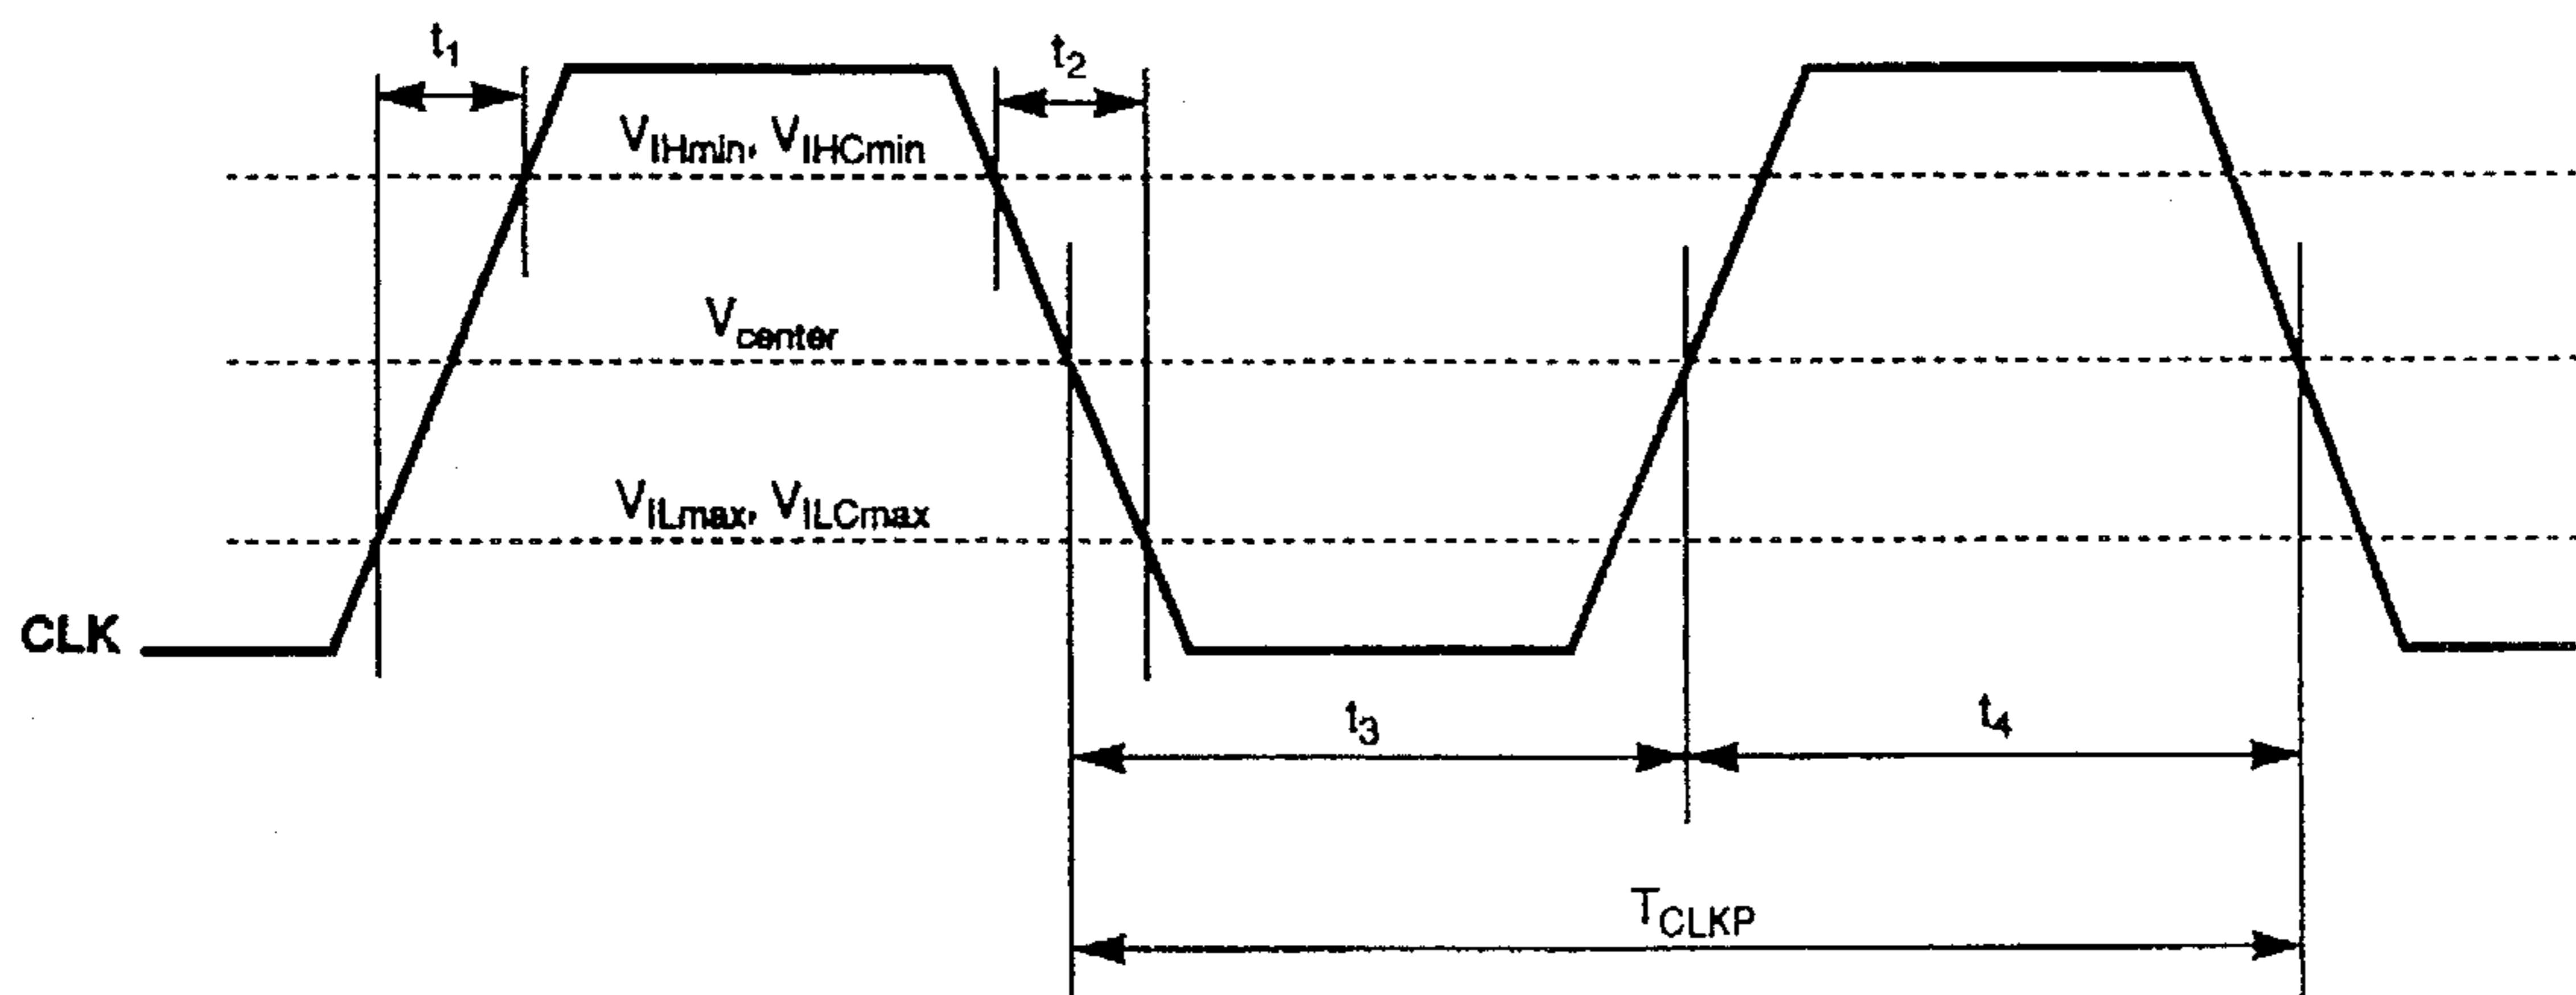 t1
t2
VIHmin, VIHCmin
Vcenter
VILmax, VILCmax
CLK
t3
t4
TCLKP